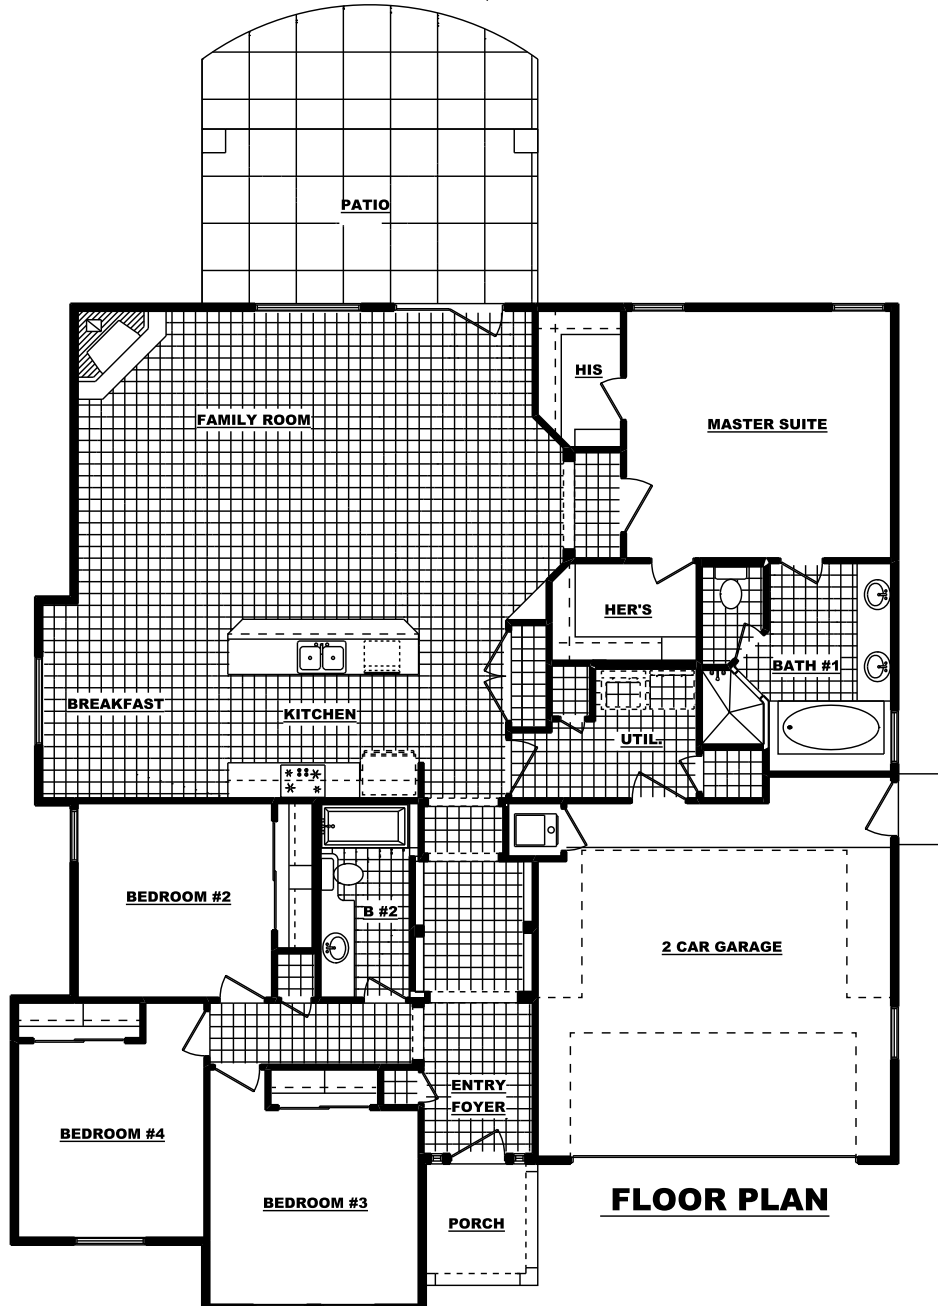 PATIO
HIS
FAMILY ROOM
MASTER SUITE
HER'S
BATH #1
BREAKFAST
KITCHEN
UTIL.
BEDROOM #2
B #2
2 CAR GARAGE
ENTRY
FOYER
BEDROOM #4
BEDROOM #3
PORCH
FLOOR PLAN